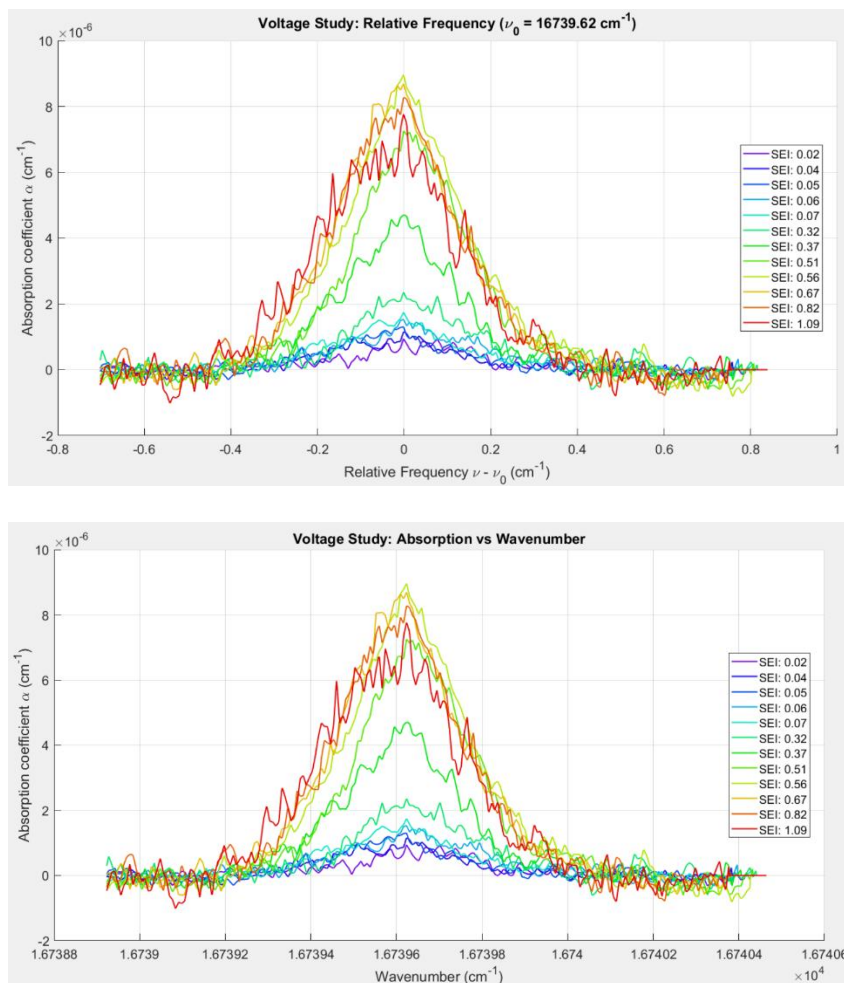 Voltage Study: Relative Frequency (ν₀ = 16739.62 cm⁻¹)
×10⁻⁶
10
8
6
4
2
0
-2
Absorption coefficient α (cm⁻¹)
-0.8 -0.6 -0.4 -0.2 0 0.2 0.4 0.6 0.8 1
Relative Frequency ν - ν₀ (cm⁻¹)
SEI: 0.02
SEI: 0.04
SEI: 0.05
SEI: 0.06
SEI: 0.07
SEI: 0.32
SEI: 0.37
SEI: 0.51
SEI: 0.56
SEI: 0.67
SEI: 0.82
SEI: 1.09
Voltage Study: Absorption vs Wavenumber
×10⁻⁶
10
8
6
4
2
0
-2
Absorption coefficient α (cm⁻¹)
1.67388 1.6739 1.67392 1.67394 1.67396 1.67398 1.674 1.67402 1.67404 1.67406
Wavenumber (cm⁻¹)
×10⁴
SEI: 0.02
SEI: 0.04
SEI: 0.05
SEI: 0.06
SEI: 0.07
SEI: 0.32
SEI: 0.37
SEI: 0.51
SEI: 0.56
SEI: 0.67
SEI: 0.82
SEI: 1.09